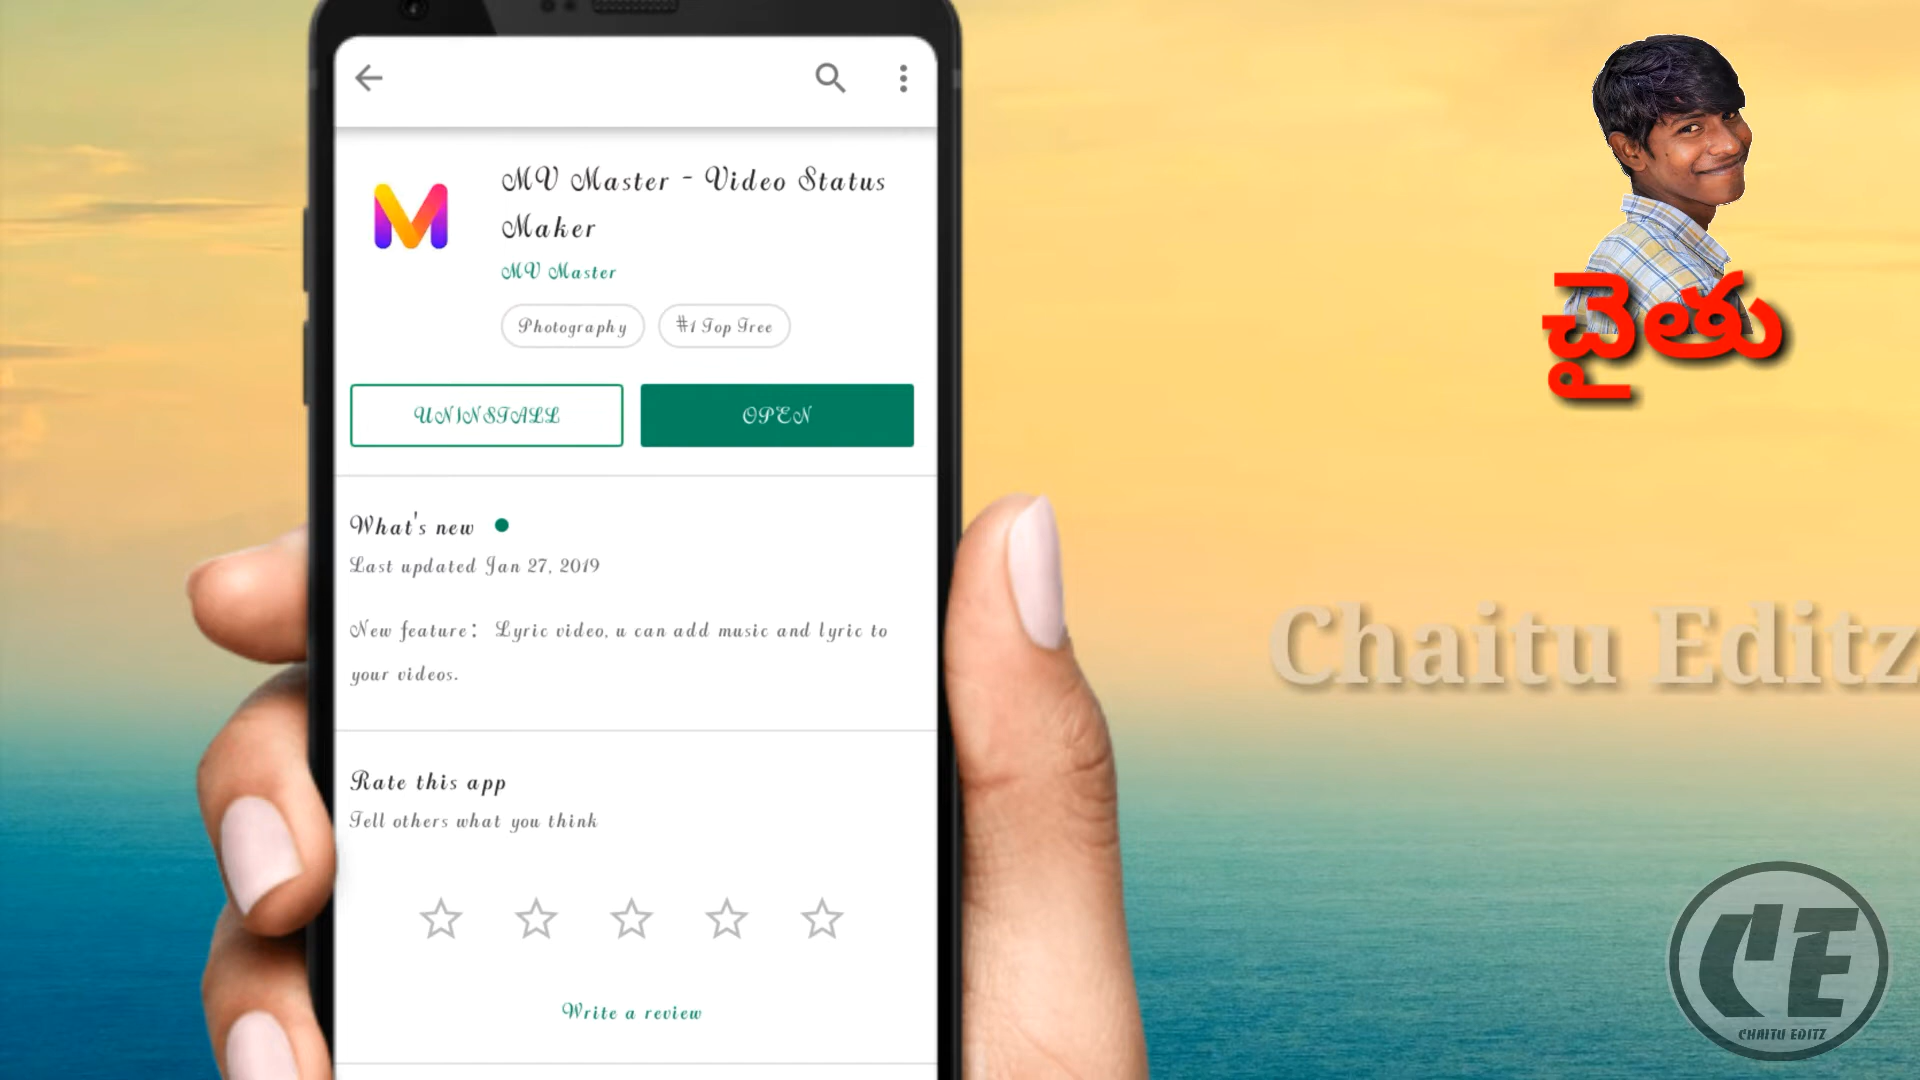 MV Master - Video Status
Maker
MV Master
Photography
#1 Top Free
UNINSTALL
OPEN
What's new
Last updated Jan 27, 2019
New feature： Lyric video, u can add music and lyric to
your videos.
Rate this app
Tell others what you think
Write a review
చైతు
Chaitu Editz
CE
CHAITU EDITZ